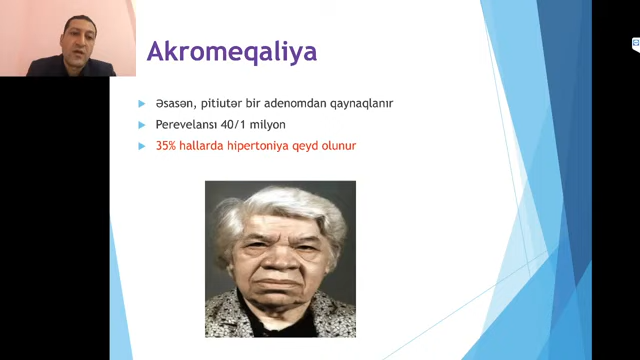 Akromeqaliya
Əsasən, pitiutər bir adenomdan qaynaqlanır
Perevelansı 40/1 milyon
35% hallarda hipertoniya qeyd olunur